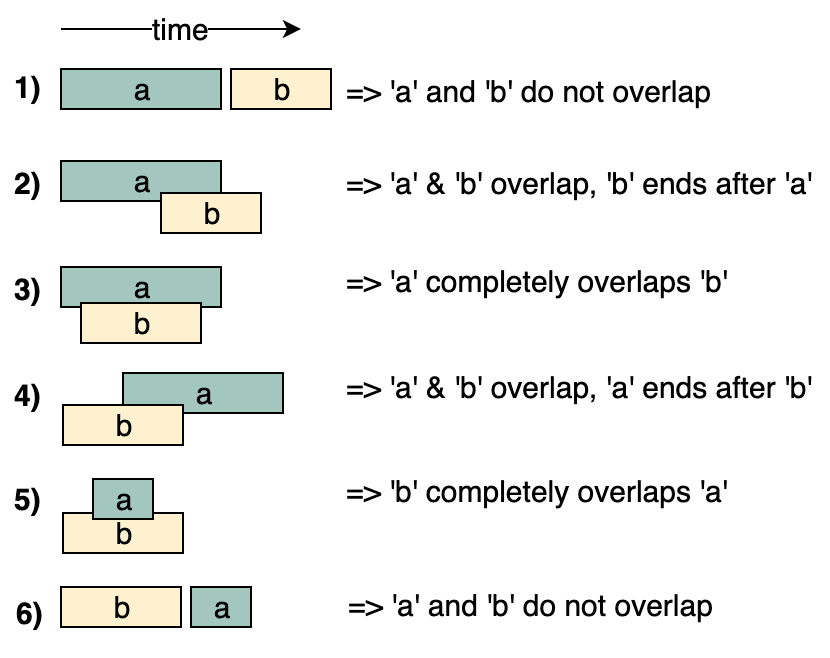 time
1) a b => 'a' and 'b' do not overlap
2) a => 'a' & 'b' overlap, 'b' ends after 'a'
b
3) a => 'a' completely overlaps 'b'
b
4) a => 'a' & 'b' overlap, 'a' ends after 'b'
b
5) a => 'b' completely overlaps 'a'
b
6) b a => 'a' and 'b' do not overlap